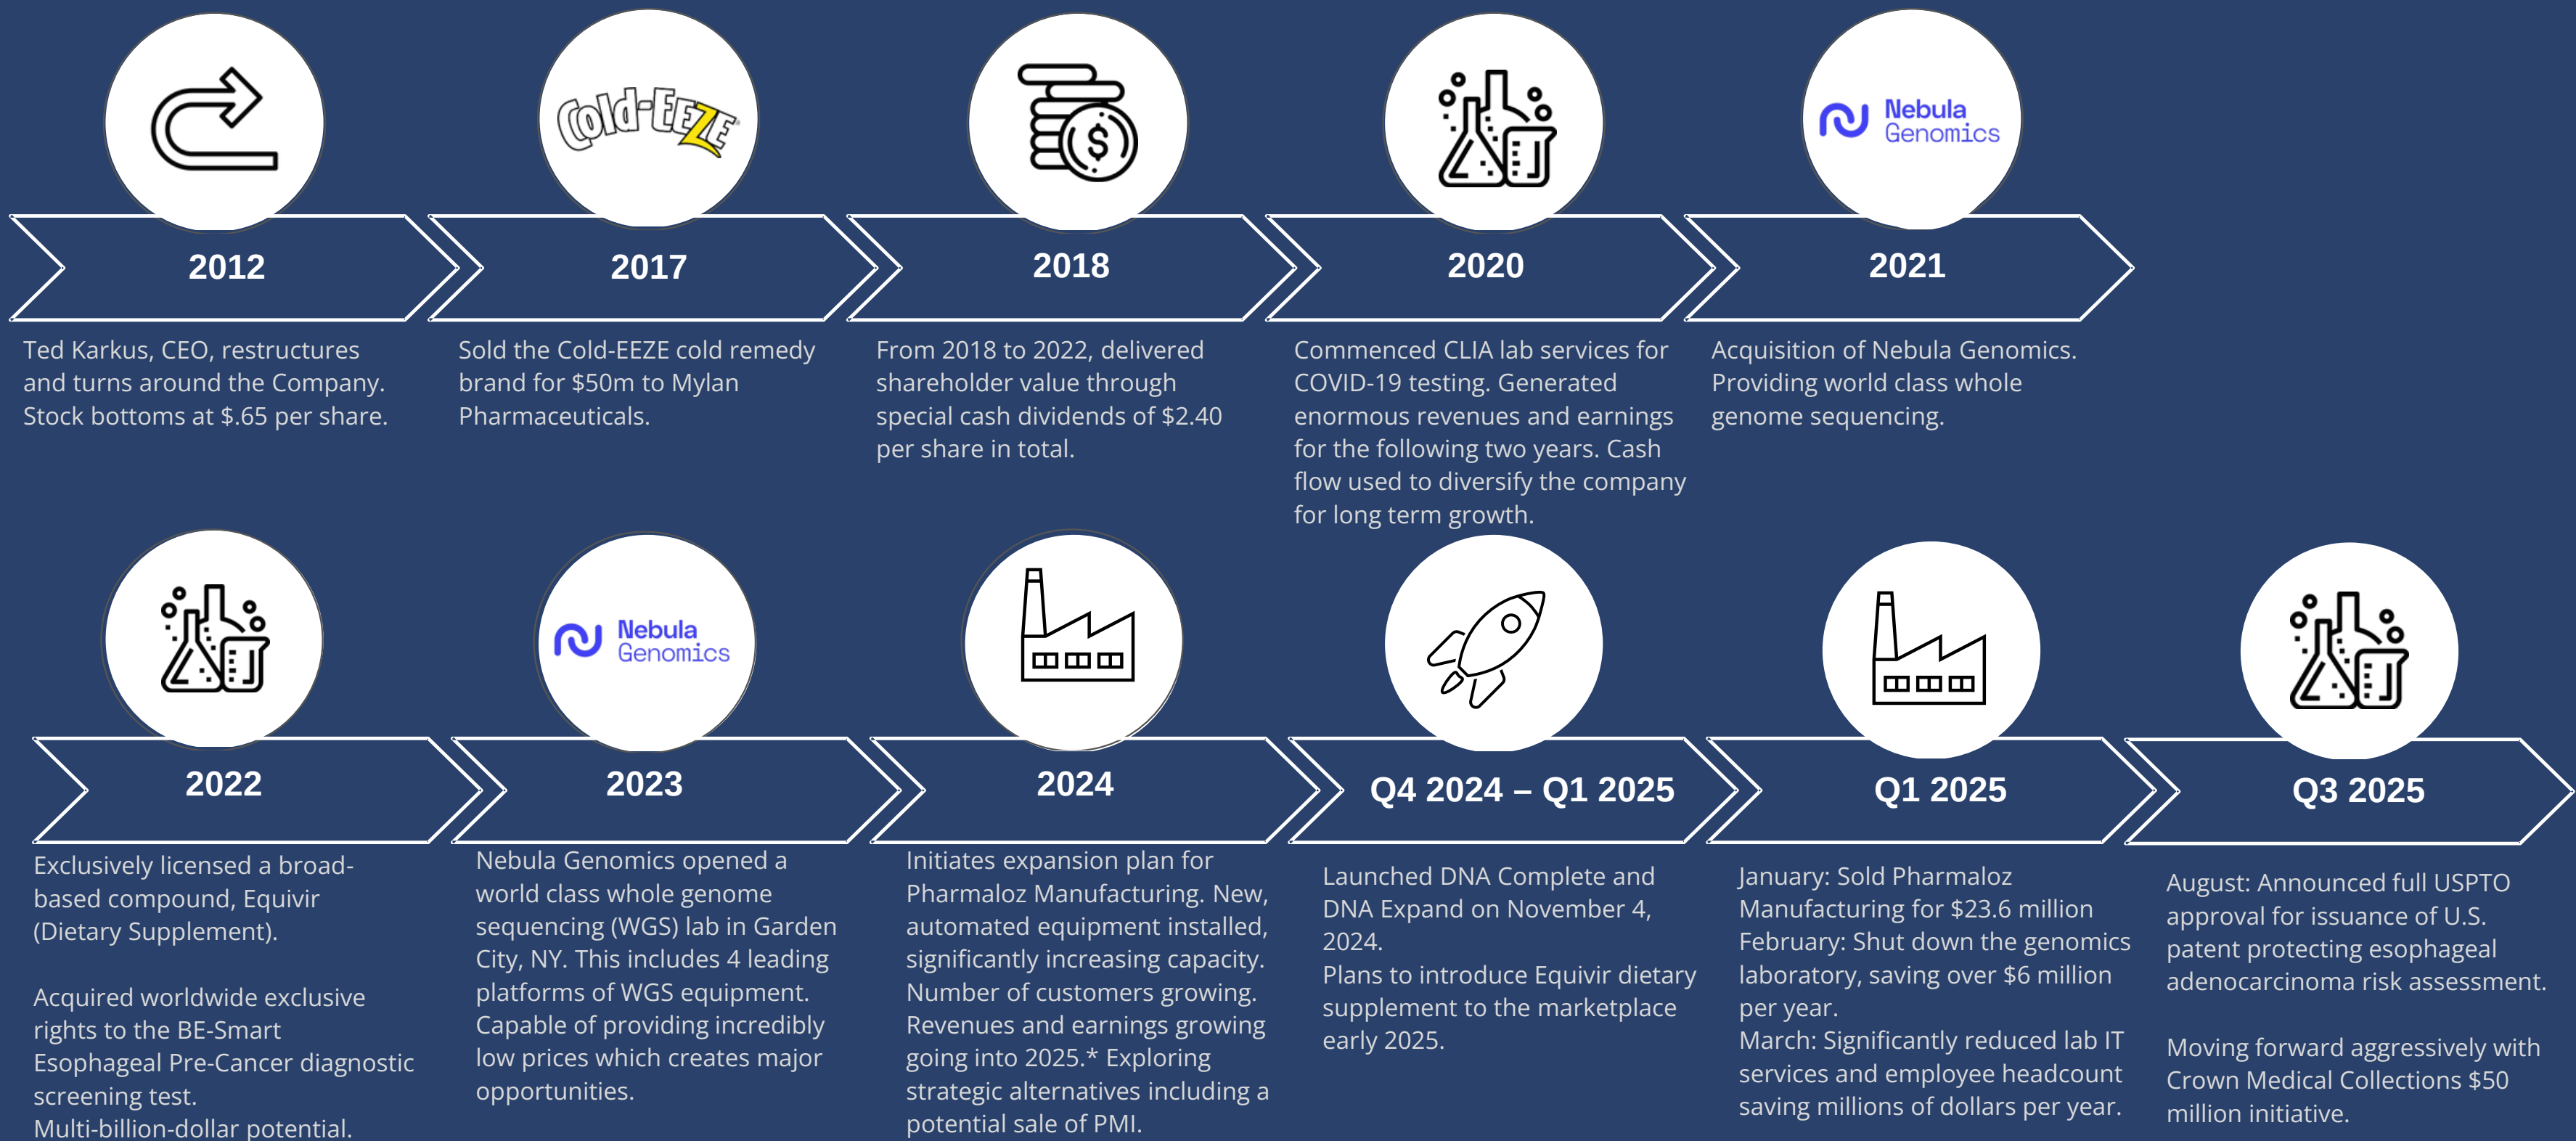 Cold-EEZE
Nebula
Genomics
2012
2017
2018
2020
2021
Ted Karkus, CEO, restructures
and turns around the Company.
Stock bottoms at $.65 per share.
Sold the Cold-EEZE cold remedy
brand for $50m to Mylan
Pharmaceuticals.
From 2018 to 2022, delivered
shareholder value through
special cash dividends of $2.40
per share in total.
Commenced CLIA lab services for
COVID-19 testing. Generated
enormous revenues and earnings
for the following two years. Cash
flow used to diversify the company
for long term growth.
Acquisition of Nebula Genomics.
Providing world class whole
genome sequencing.
Nebula
Genomics
2022
2023
2024
Q4 2024 – Q1 2025
Q1 2025
Q3 2025
Exclusively licensed a broad-
based compound, Equivir
(Dietary Supplement).
Acquired worldwide exclusive
rights to the BE-Smart
Esophageal Pre-Cancer diagnostic
screening test.
Multi-billion-dollar potential.
Nebula Genomics opened a
world class whole genome
sequencing (WGS) lab in Garden
City, NY. This includes 4 leading
platforms of WGS equipment.
Capable of providing incredibly
low prices which creates major
opportunities.
Initiates expansion plan for
Pharmaloz Manufacturing. New,
automated equipment installed,
significantly increasing capacity.
Number of customers growing.
Revenues and earnings growing
going into 2025.* Exploring
strategic alternatives including a
potential sale of PMI.
Launched DNA Complete and
DNA Expand on November 4,
2024.
Plans to introduce Equivir dietary
supplement to the marketplace
early 2025.
January: Sold Pharmaloz
Manufacturing for $23.6 million
February: Shut down the genomics
laboratory, saving over $6 million
per year.
March: Significantly reduced lab IT
services and employee headcount
saving millions of dollars per year.
August: Announced full USPTO
approval for issuance of U.S.
patent protecting esophageal
adenocarcinoma risk assessment.
Moving forward aggressively with
Crown Medical Collections $50
million initiative.